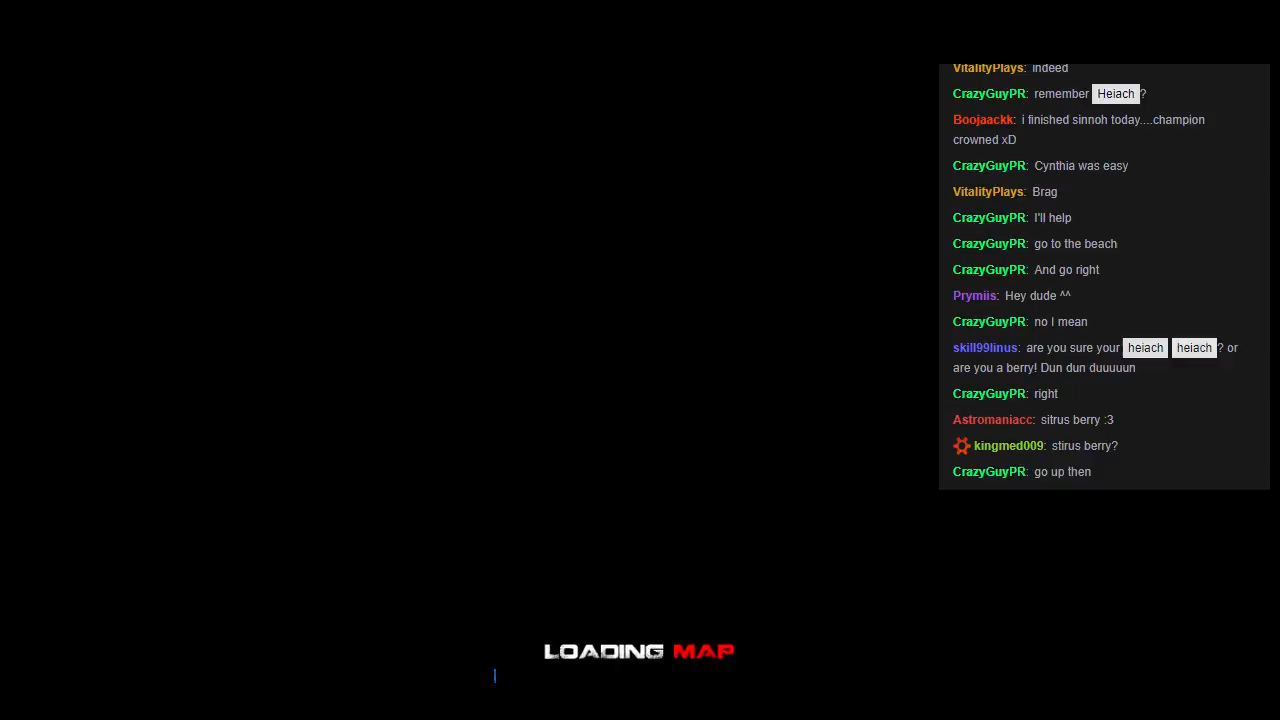 VitalityPlays: indeed
CrazyGuyPR: remember Heiach?
Boojaackk: i finished sinnoh today....champion
crowned xD
CrazyGuyPR: Cynthia was easy
VitalityPlays: Brag
CrazyGuyPR: I'll help
CrazyGuyPR: go to the beach
CrazyGuyPR: And go right
Prymiis: Hey dude ^^
CrazyGuyPR: no I mean
skill99linus: are you sure your heiach heiach? or
are you a berry! Dun dun duuuuun
CrazyGuyPR: right
Astromaniacc: sitrus berry :3
kingmed009: stirus berry?
CrazyGuyPR: go up then
LOADING MAP